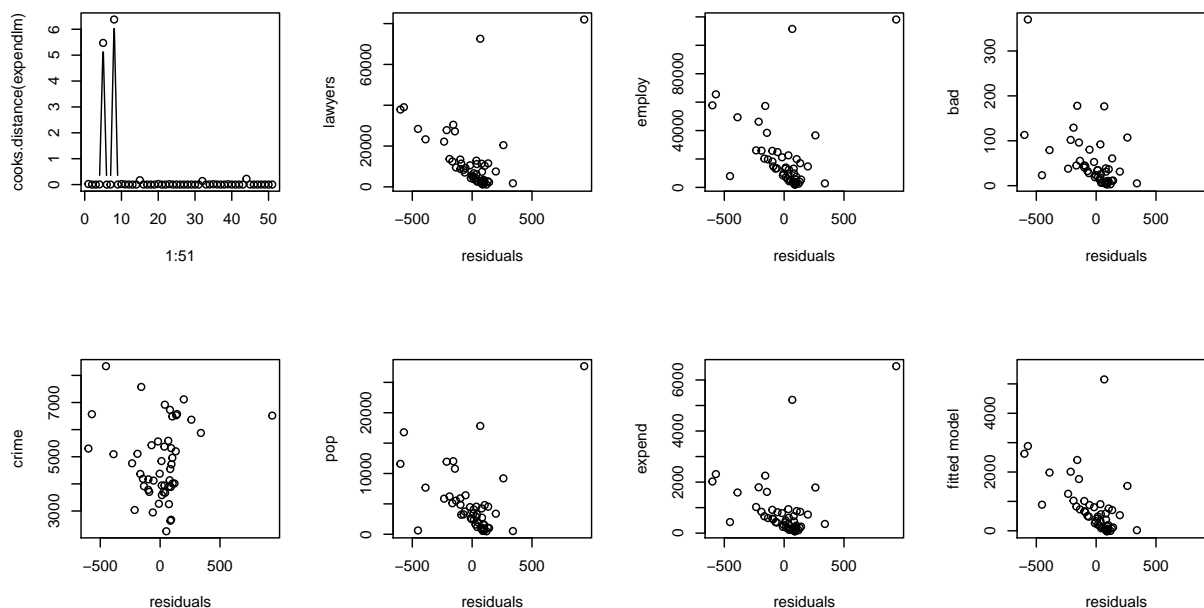 cooks.distance(expendlm)
0 1 2 3 4 5 6
0 10 20 30 40 50
1:51
lawyers
0 20000 60000
−500 0 500
residuals
employ
0 40000 80000
−500 0 500
residuals
bad
0 100 200 300
−500 0 500
residuals
crime
3000 5000 7000
−500 0 500
residuals
pop
0 10000 20000
−500 0 500
residuals
expend
0 2000 4000 6000
−500 0 500
residuals
fitted model
0 2000 4000
−500 0 500
residuals